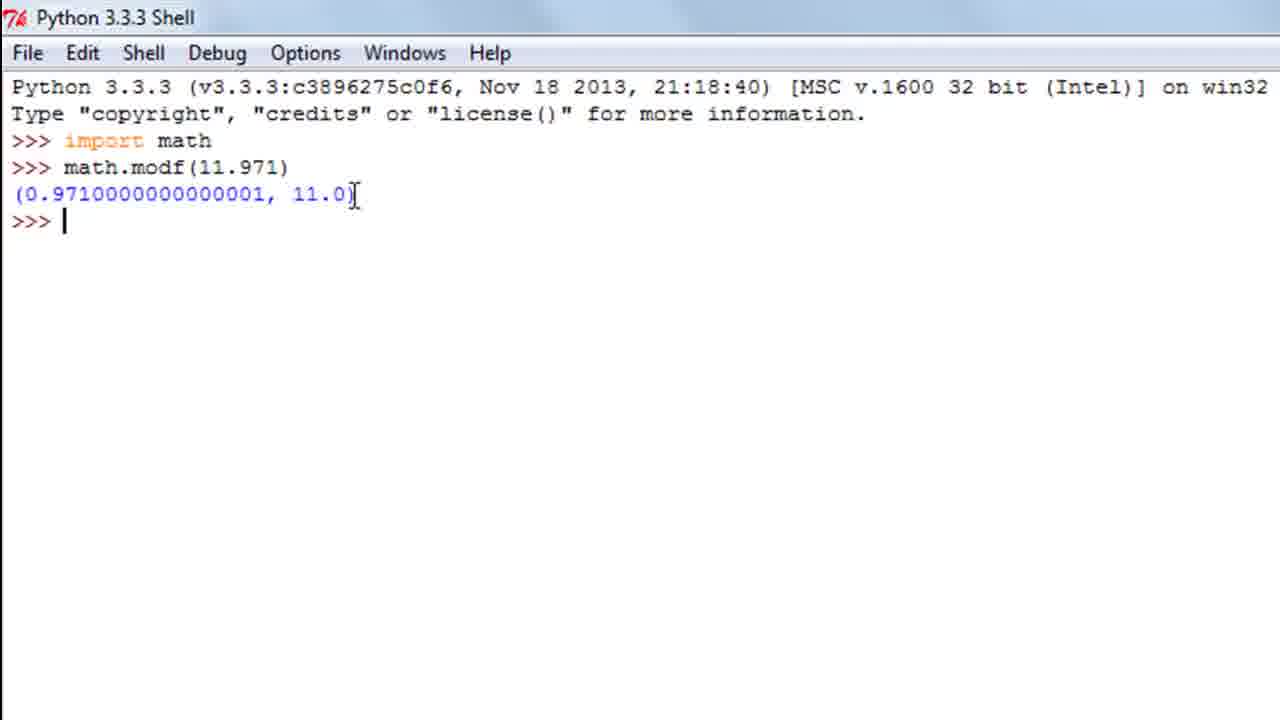 Python 3.3.3 Shell
File Edit Shell Debug Options Windows Help
Python 3.3.3 (v3.3.3:c3896275c0f6, Nov 18 2013, 21:18:40) [MSC v.1600 32 bit (Intel)] on win32
Type "copyright", "credits" or "license()" for more information.
>>> import math
>>> math.modf(11.971)
(0.9710000000000001, 11.0)
>>>